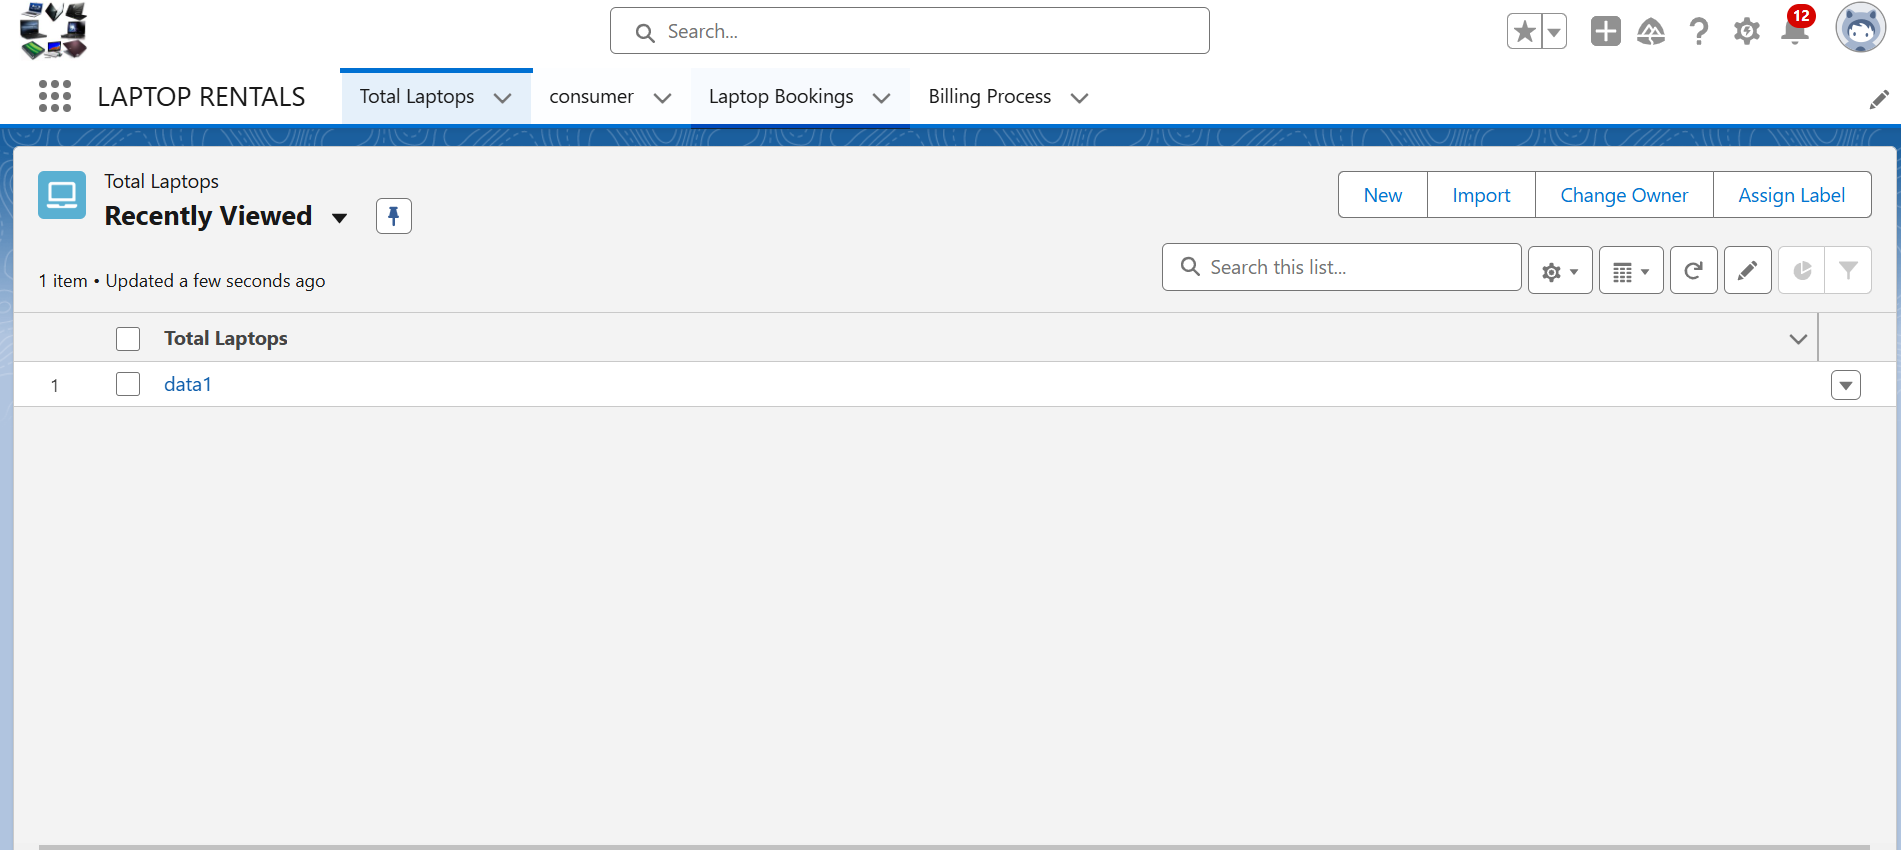 Search...
12
LAPTOP RENTALS
Total Laptops
consumer
Laptop Bookings
Billing Process
Total Laptops
Recently Viewed
New
Import
Change Owner
Assign Label
1 item • Updated a few seconds ago
Search this list...
Total Laptops
1
data1